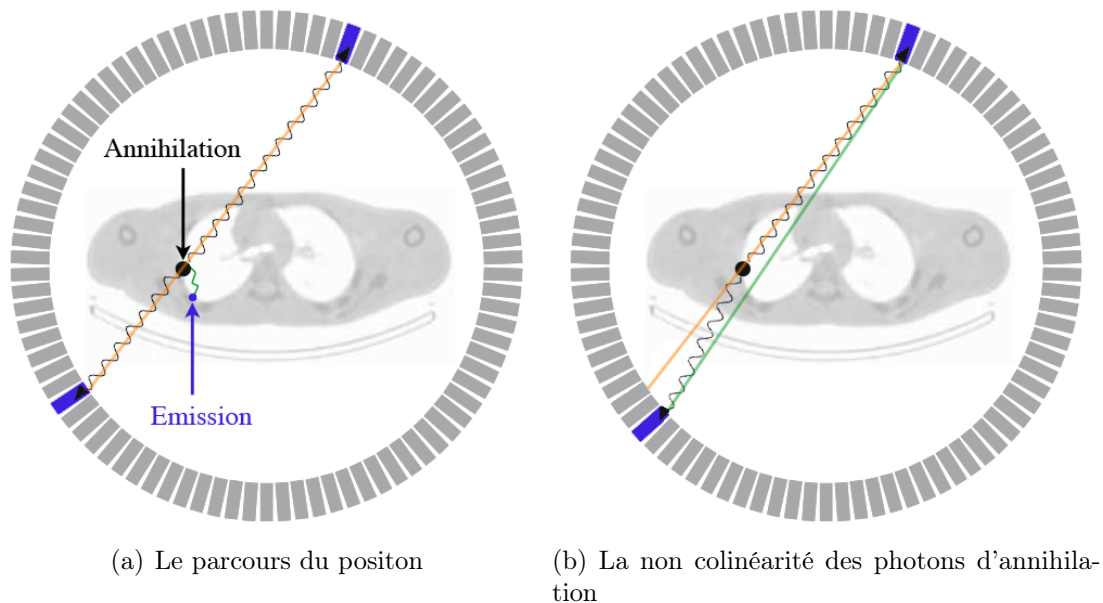 Annihilation
Emission
(a) Le parcours du positon
(b) La non colinéarité des photons d'annihila-
tion